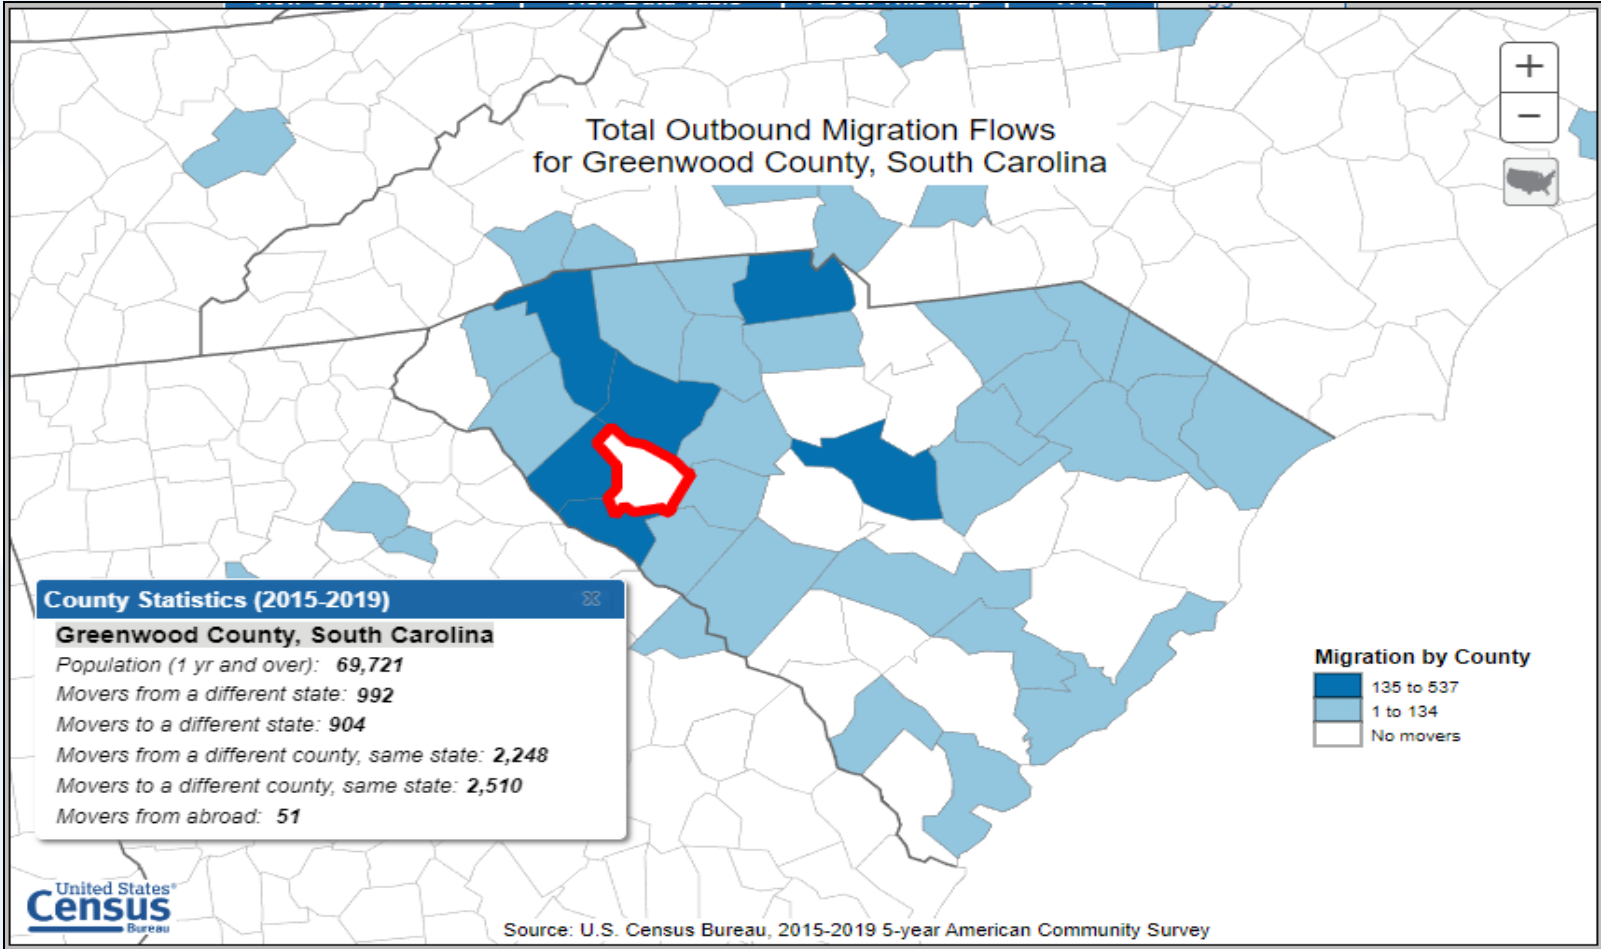 Total Outbound Migration Flows
for Greenwood County, South Carolina
+
−
County Statistics (2015-2019)
Greenwood County, South Carolina
Population (1 yr and over): 69,721
Movers from a different state: 992
Movers to a different state: 904
Movers from a different county, same state: 2,248
Movers to a different county, same state: 2,510
Movers from abroad: 51
Migration by County
135 to 537
1 to 134
No movers
United States®
Census
Bureau
Source: U.S. Census Bureau, 2015-2019 5-year American Community Survey